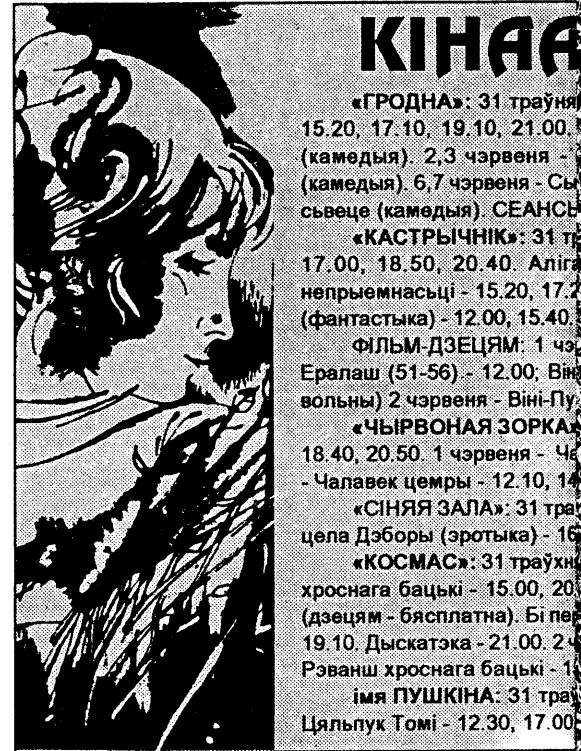 КІНАА
«ГРОДНА»: 31 траўня
15.20, 17.10, 19.10, 21.00.
(камедыя). 2,3 чэрвеня -
(камедыя). 6,7 чэрвеня - Сы
сьвеце (камедыя). СЕАНСЫ
«КАСТРЫЧНІК»: 31 тр
17.00, 18.50, 20.40. Аліга
непрыемнасьці - 15.20, 17.2
(фантастыка) - 12.00, 15.40.
ФІЛЬМ-ДЗЕЦЯМ: 1 чэ
Ералаш (51-56) - 12.00; Він
вольны) 2 чэрвеня - Віні-Пу
«ЧЫРВОНАЯ ЗОРКА»
18.40, 20.50. 1 чэрвеня - Ча
- Чалавек цемры - 12.10, 14
«СІНЯЯ ЗАЛА»: 31 тра
цела Дэборы (эротыка) - 16
«КОСМАС»: 31 траўхня
хроснага бацькі - 15.00, 20
(дзецям - бясплатна). Бі пе
19.10. Дыскатэка - 21.00. 2 ч
Рэванш хроснага бацькі - 1
імя ПУШКІНА: 31 тра
Цяльпук Томі - 12.30, 17.00